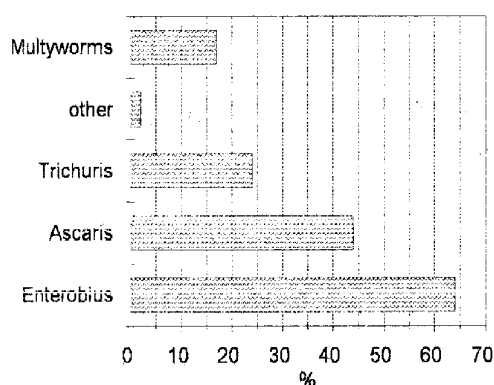 Multyworms
other
Trichuris
Ascaris
Enterobius
0 10 20 30 40 50 60 70
%